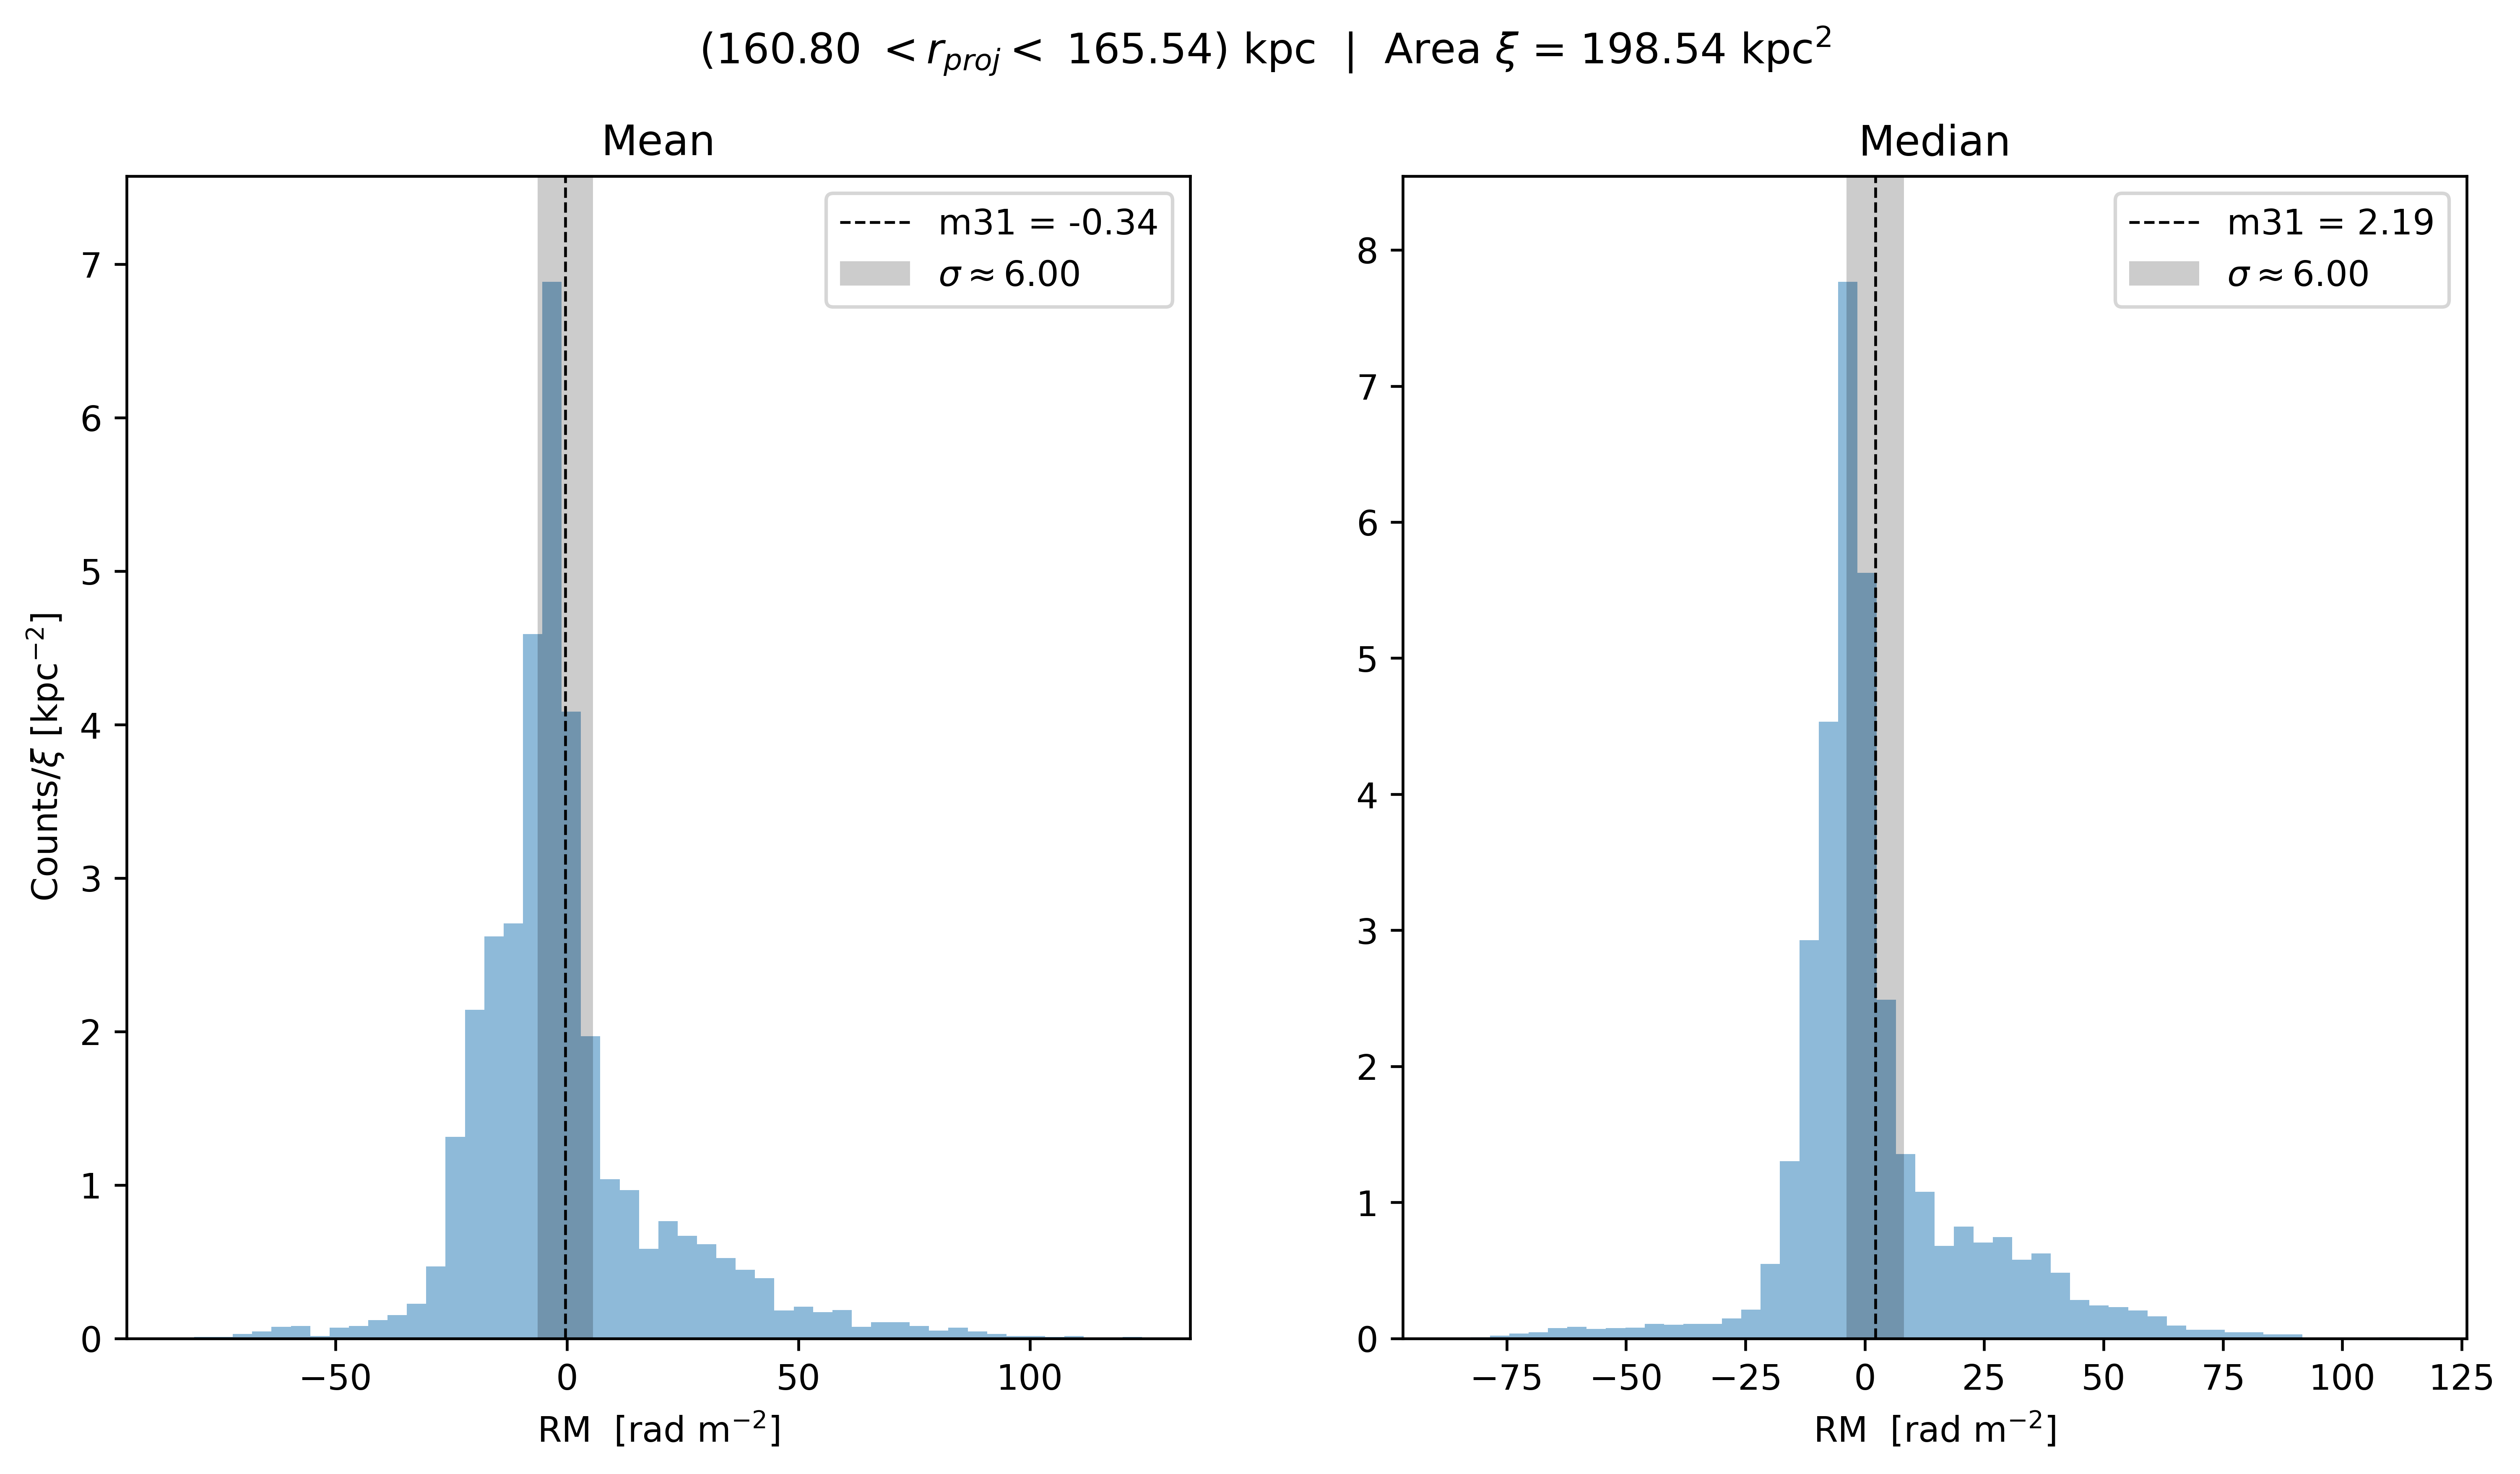 (160.80 < r_proj < 165.54) kpc | Area ξ = 198.54 kpc²
Mean
m31 = -0.34
σ ≈ 6.00
7
6
5
4
3
2
1
0
Counts/ξ [kpc⁻²]
−50 0 50 100
RM [rad m⁻²]
Median
m31 = 2.19
σ ≈ 6.00
8
7
6
5
4
3
2
1
0
−75 −50 −25 0 25 50 75 100 125
RM [rad m⁻²]